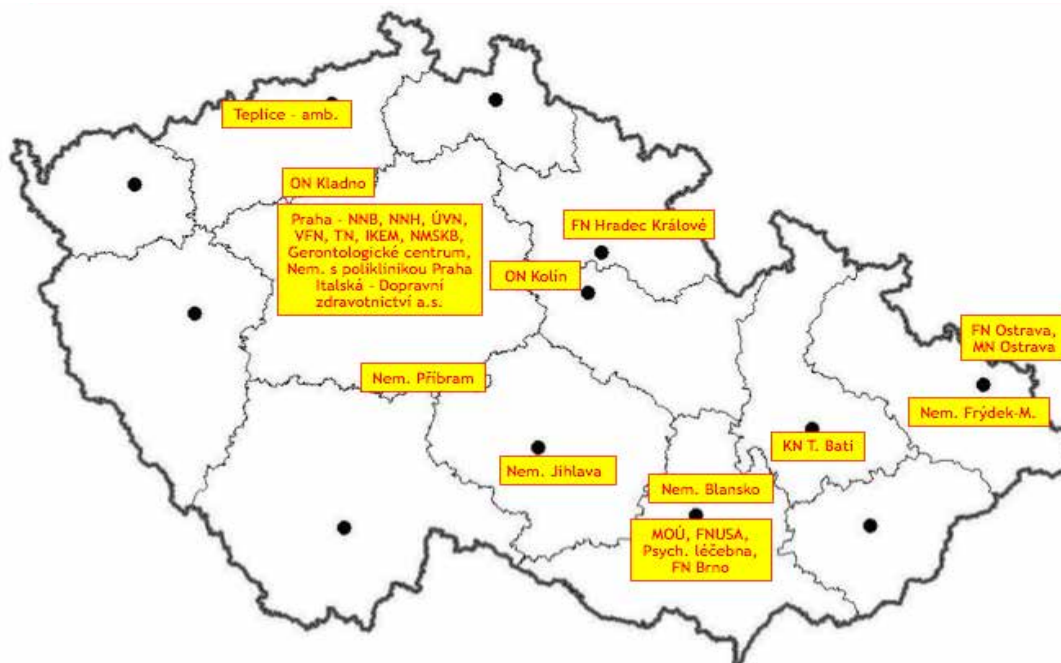 Teplice - amb.
ON Kladno
Praha - NNB, NNH, ÚVN,
VFN, TN, IKEM, NMSKB,
Gerontologické centrum,
Nem. s poliklinikou Praha
Italská - Dopravní
zdravotnictví a.s.
FN Hradec Králové
ON Kolín
FN Ostrava,
MN Ostrava
Nem. Příbram
Nem. Frýdek-M.
KN T. Bati
Nem. Jihlava
Nem. Blansko
MOÚ, FNUSA,
Psych. léčebna,
FN Brno